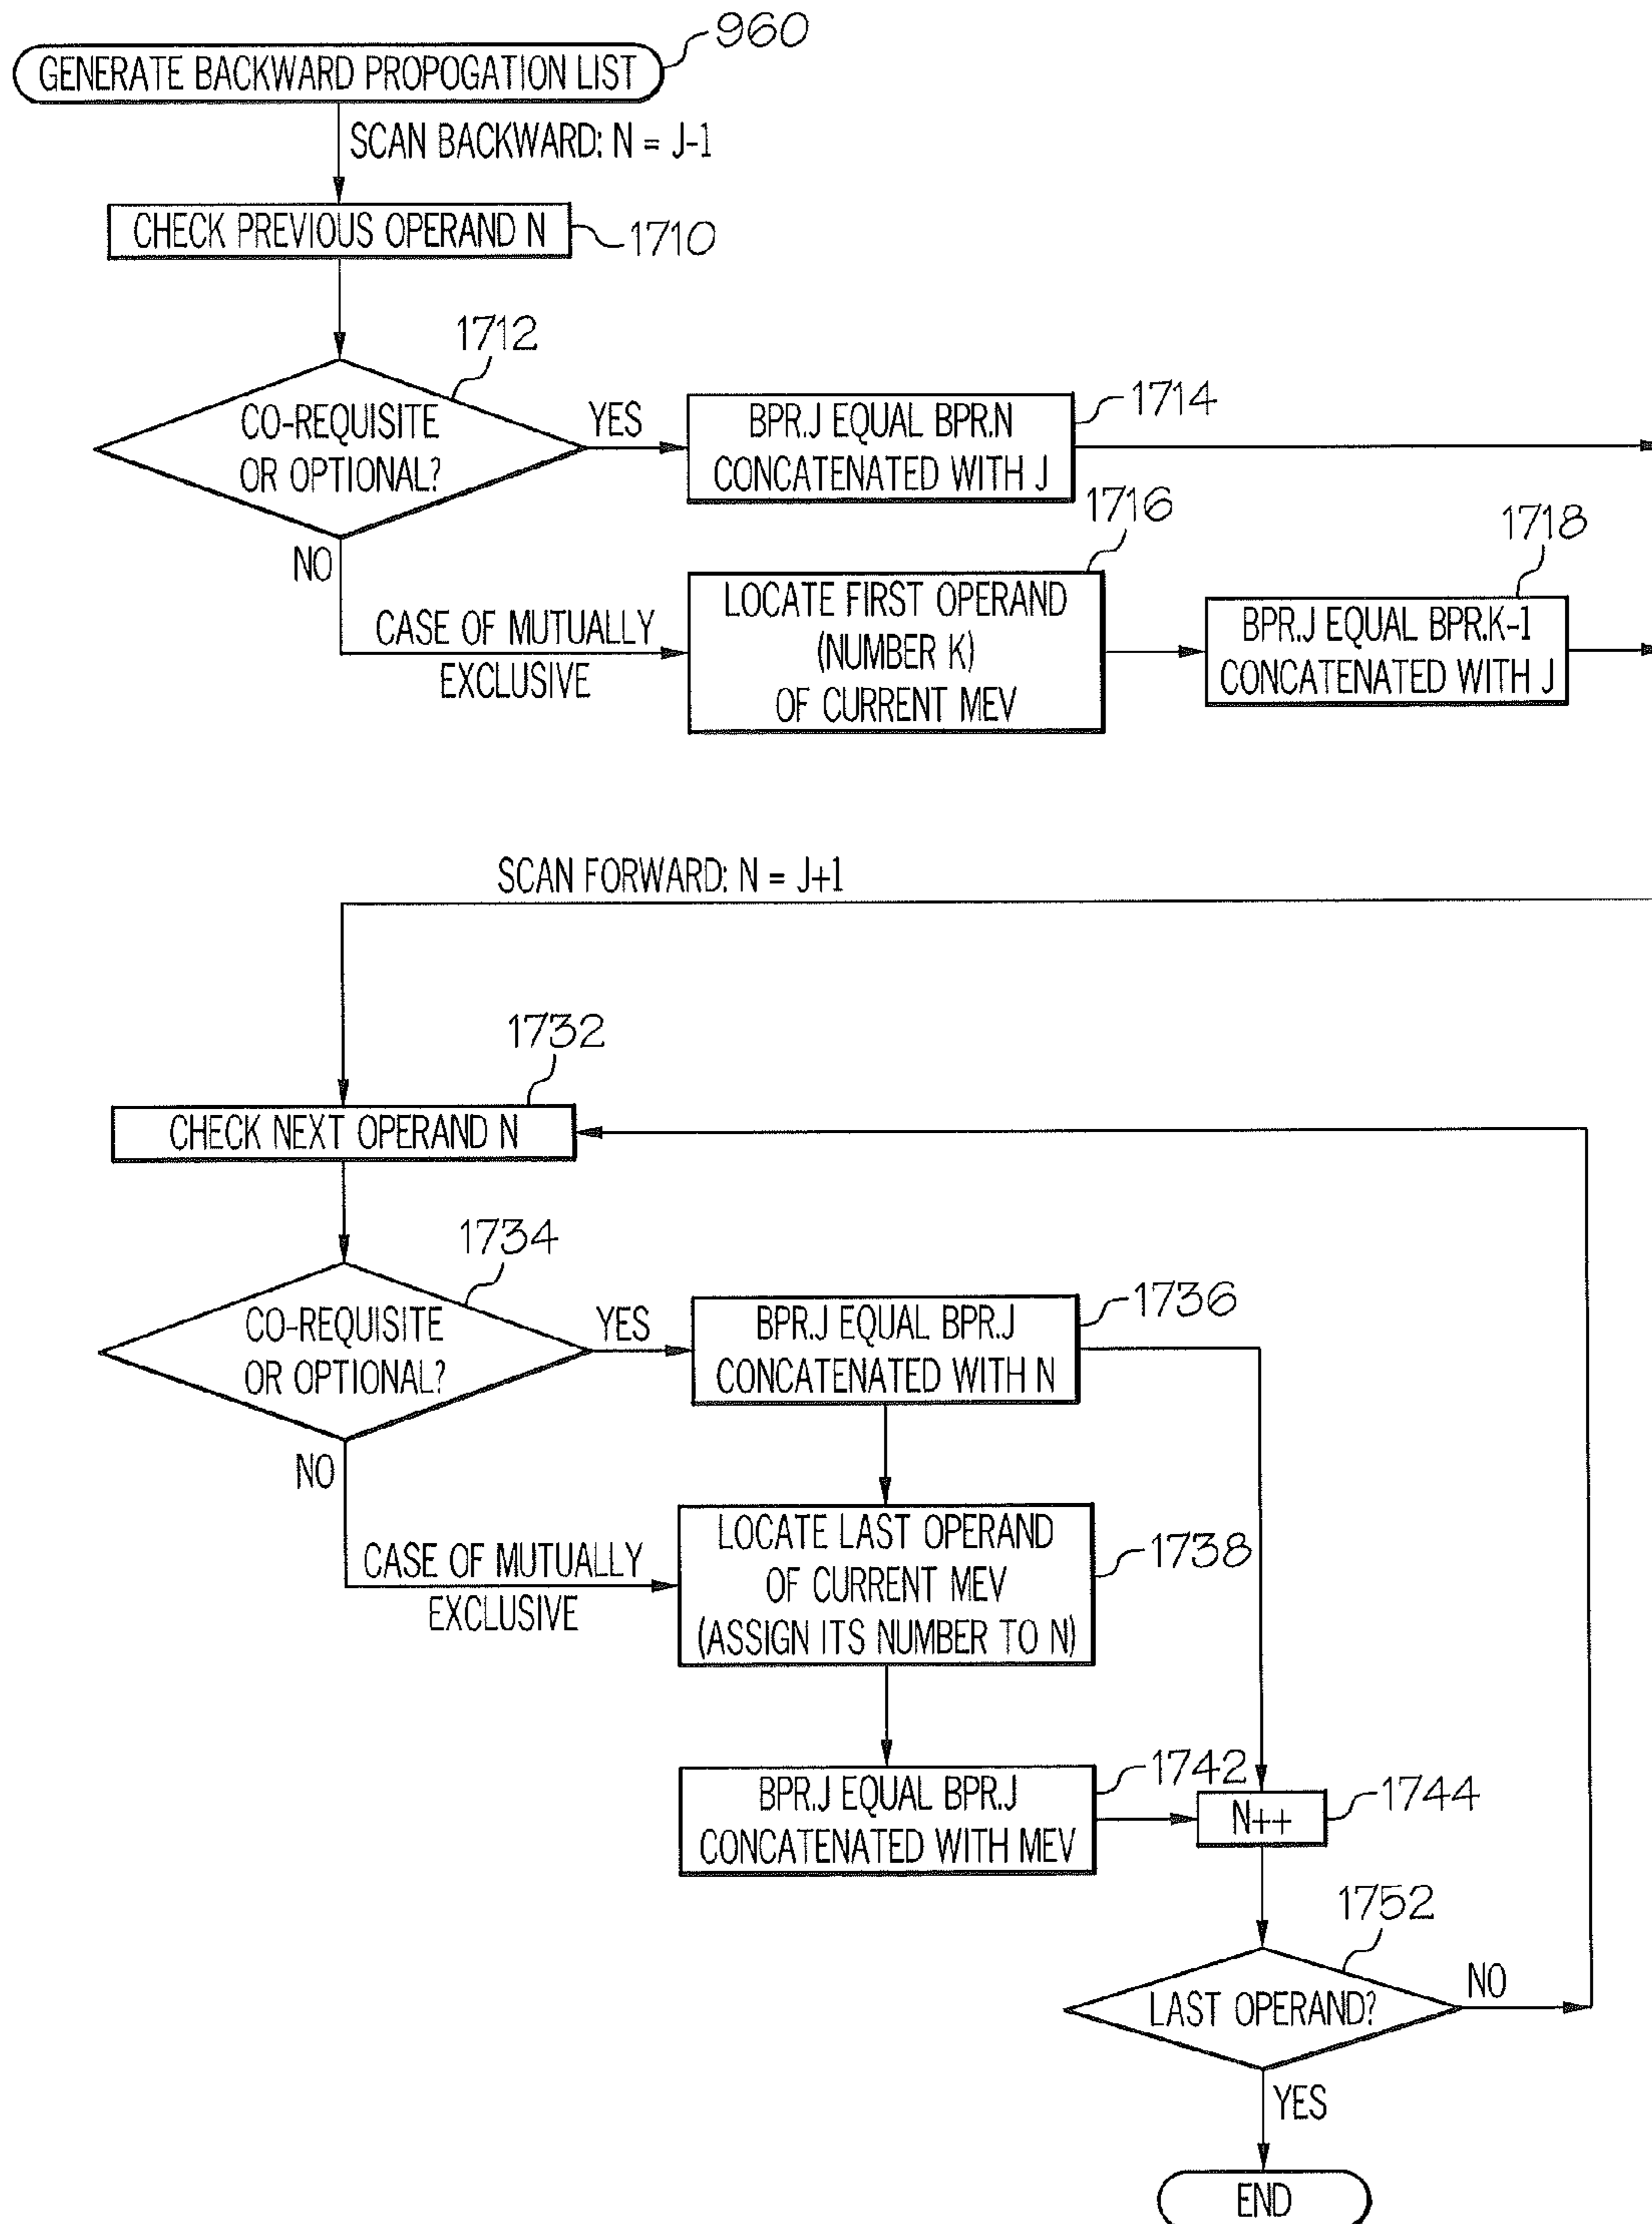 960
GENERATE BACKWARD PROPOGATION LIST
SCAN BACKWARD: N = J-1
CHECK PREVIOUS OPERAND N
1710
1712
CO-REQUISITE
OR OPTIONAL?
YES
BPR.J EQUAL BPR.N
CONCATENATED WITH J
1714
NO
CASE OF MUTUALLY
EXCLUSIVE
1716
LOCATE FIRST OPERAND
(NUMBER K)
OF CURRENT MEV
1718
BPR.J EQUAL BPR.K-1
CONCATENATED WITH J
SCAN FORWARD: N = J+1
1732
CHECK NEXT OPERAND N
1734
CO-REQUISITE
OR OPTIONAL?
YES
BPR.J EQUAL BPR.J
CONCATENATED WITH N
1736
NO
CASE OF MUTUALLY
EXCLUSIVE
LOCATE LAST OPERAND
OF CURRENT MEV
(ASSIGN ITS NUMBER TO N)
1738
BPR.J EQUAL BPR.J
CONCATENATED WITH MEV
1742
N++
1744
1752
LAST OPERAND?
NO
YES
END